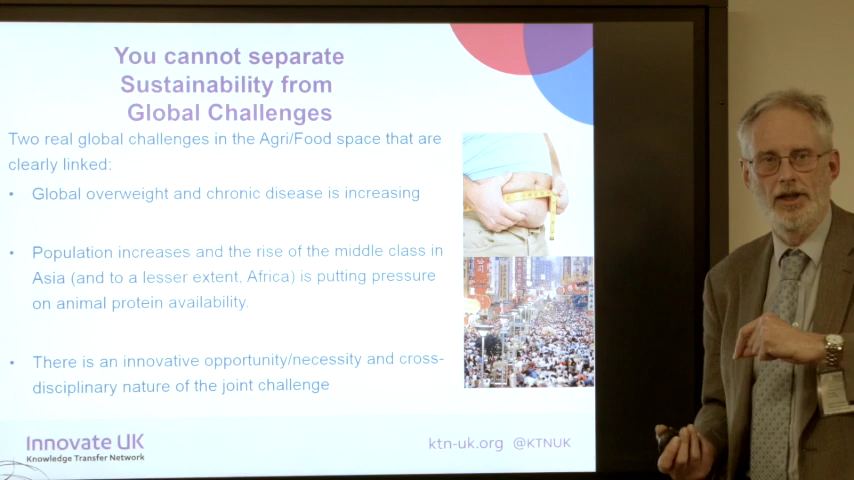 You cannot separate
Sustainability from
Global Challenges
Two real global challenges in the Agri/Food space that are
clearly linked:
• Global overweight and chronic disease is increasing
• Population increases and the rise of the middle class in
Asia (and to a lesser extent, Africa) is putting pressure
on animal protein availability.
• There is an innovative opportunity/necessity and cross-
disciplinary nature of the joint challenge
Innovate UK
Knowledge Transfer Network
ktn-uk.org @KTNUK